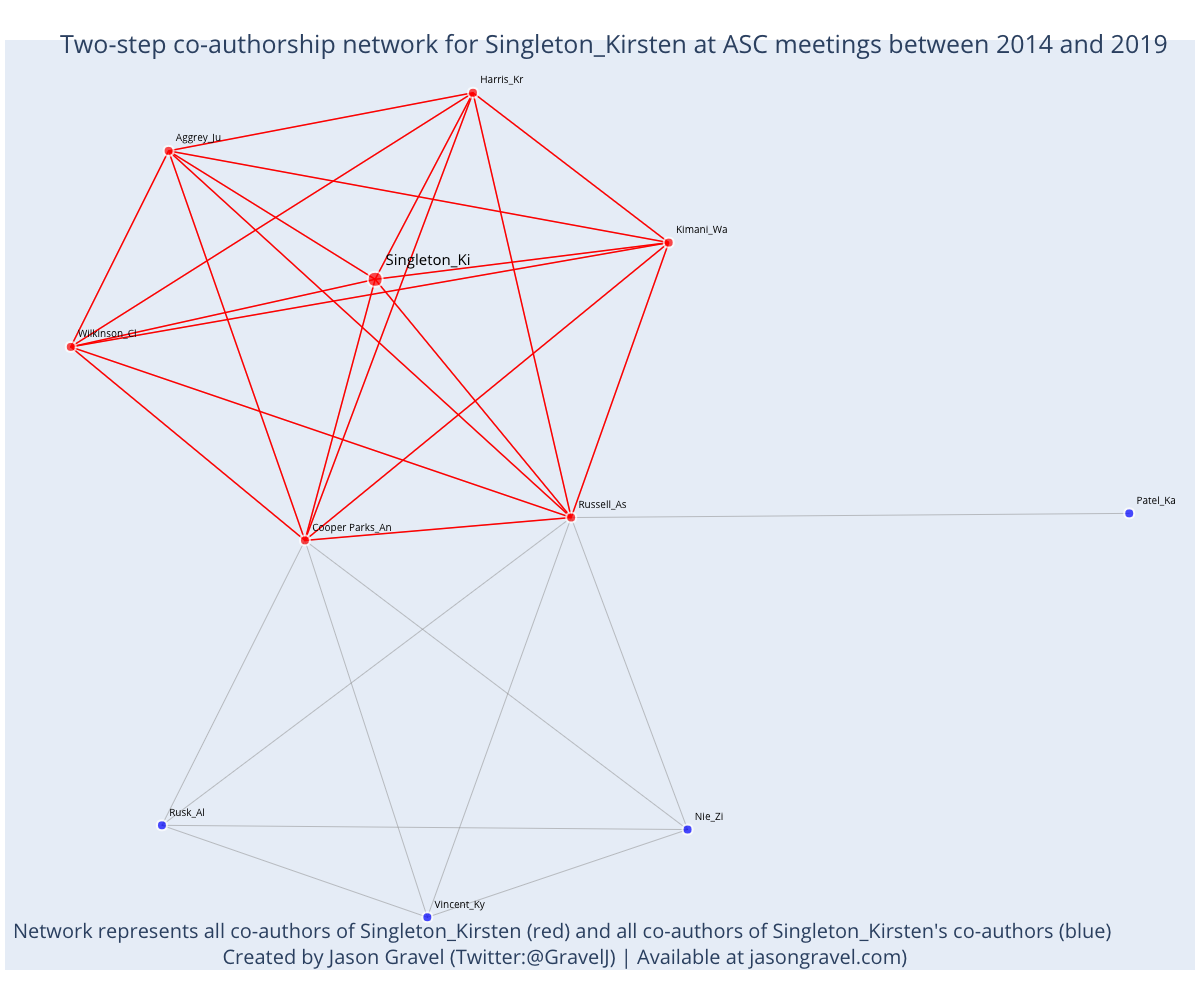 Two-step co-authorship network for Singleton_Kirsten at ASC meetings between 2014 and 2019
Harris_Kr
Aggrey_Ju
Kimani_Wa
Singleton_Ki
Wilkinson_Cl
Patel_Ka
Russell_As
Cooper Parks_An
Rusk_Al
Nie_Zi
Vincent_Ky
Network represents all co-authors of Singleton_Kirsten (red) and all co-authors of Singleton_Kirsten's co-authors (blue)
Created by Jason Gravel (Twitter:@GravelJ) | Available at jasongravel.com)